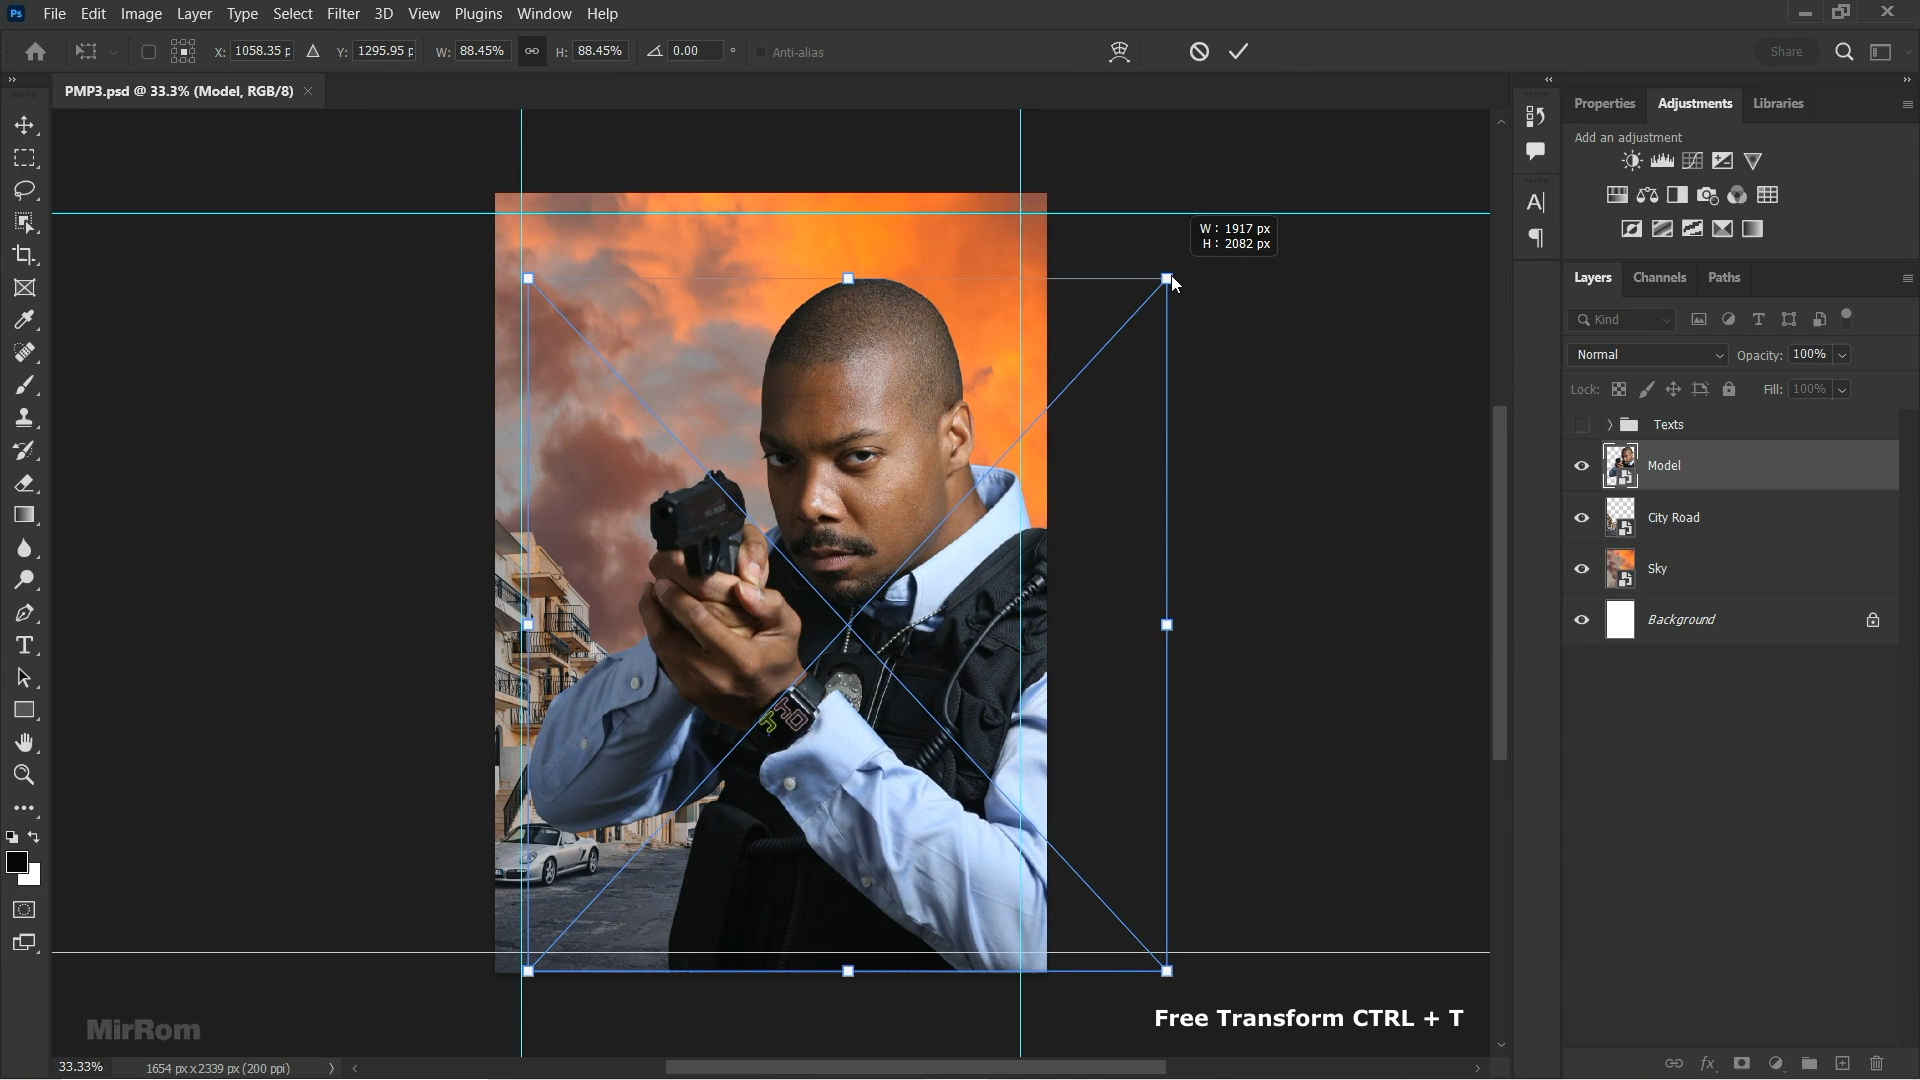 Ps File Edit Image Layer Type Select Filter 3D View Plugins Window Help
X: 1058.35 p Y: 1295.95 p W: 88.45% H: 88.45% 0.00 ° Anti-alias Share
PMP3.psd @ 33.3% (Model, RGB/8)
Properties Adjustments Libraries
Add an adjustment
W : 1917 px
H : 2082 px
Layers Channels Paths
Kind
Normal Opacity: 100%
Lock: Fill: 100%
Texts
Model
City Road
Sky
Background
Free Transform CTRL + T
MirRom
33.33% 1654 px x 2339 px (200 ppi)